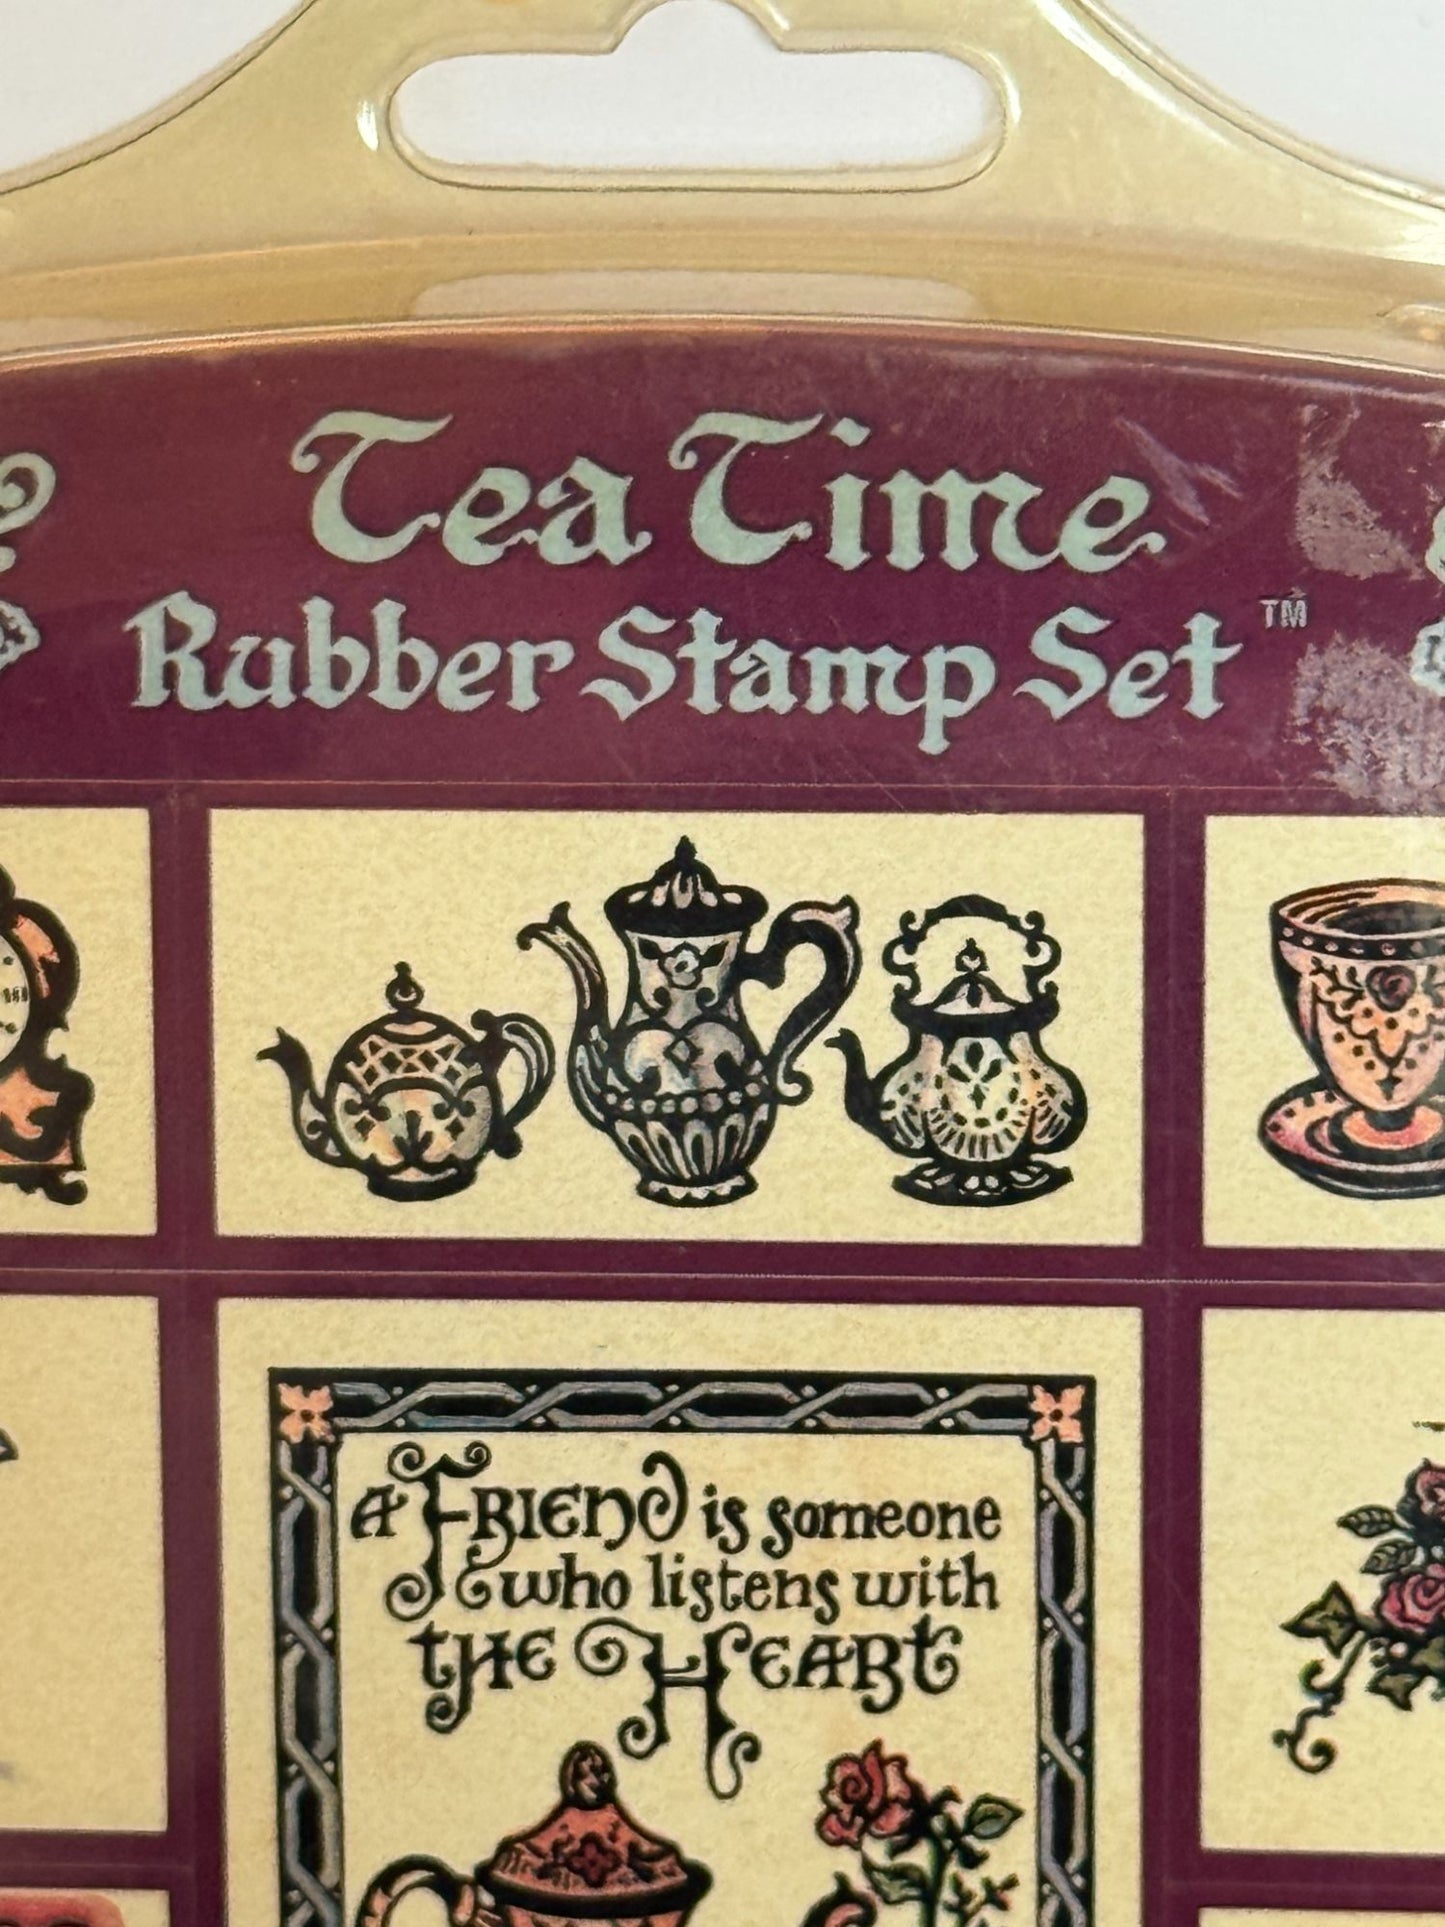 Tea Time
Rubber Stamp Set™
A Friend is someone
who listens with
the Heart